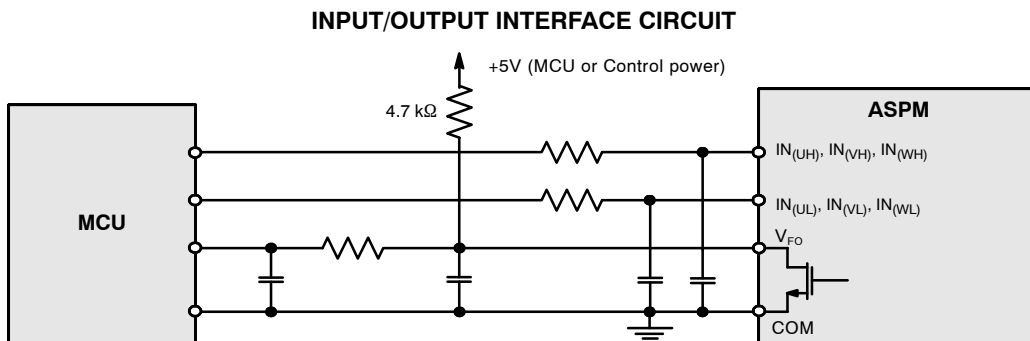 INPUT/OUTPUT INTERFACE CIRCUIT
+5V (MCU or Control power)
4.7 kΩ
ASPM
IN(UH), IN(VH), IN(WH)
IN(UL), IN(VL), IN(WL)
MCU
VFO
COM